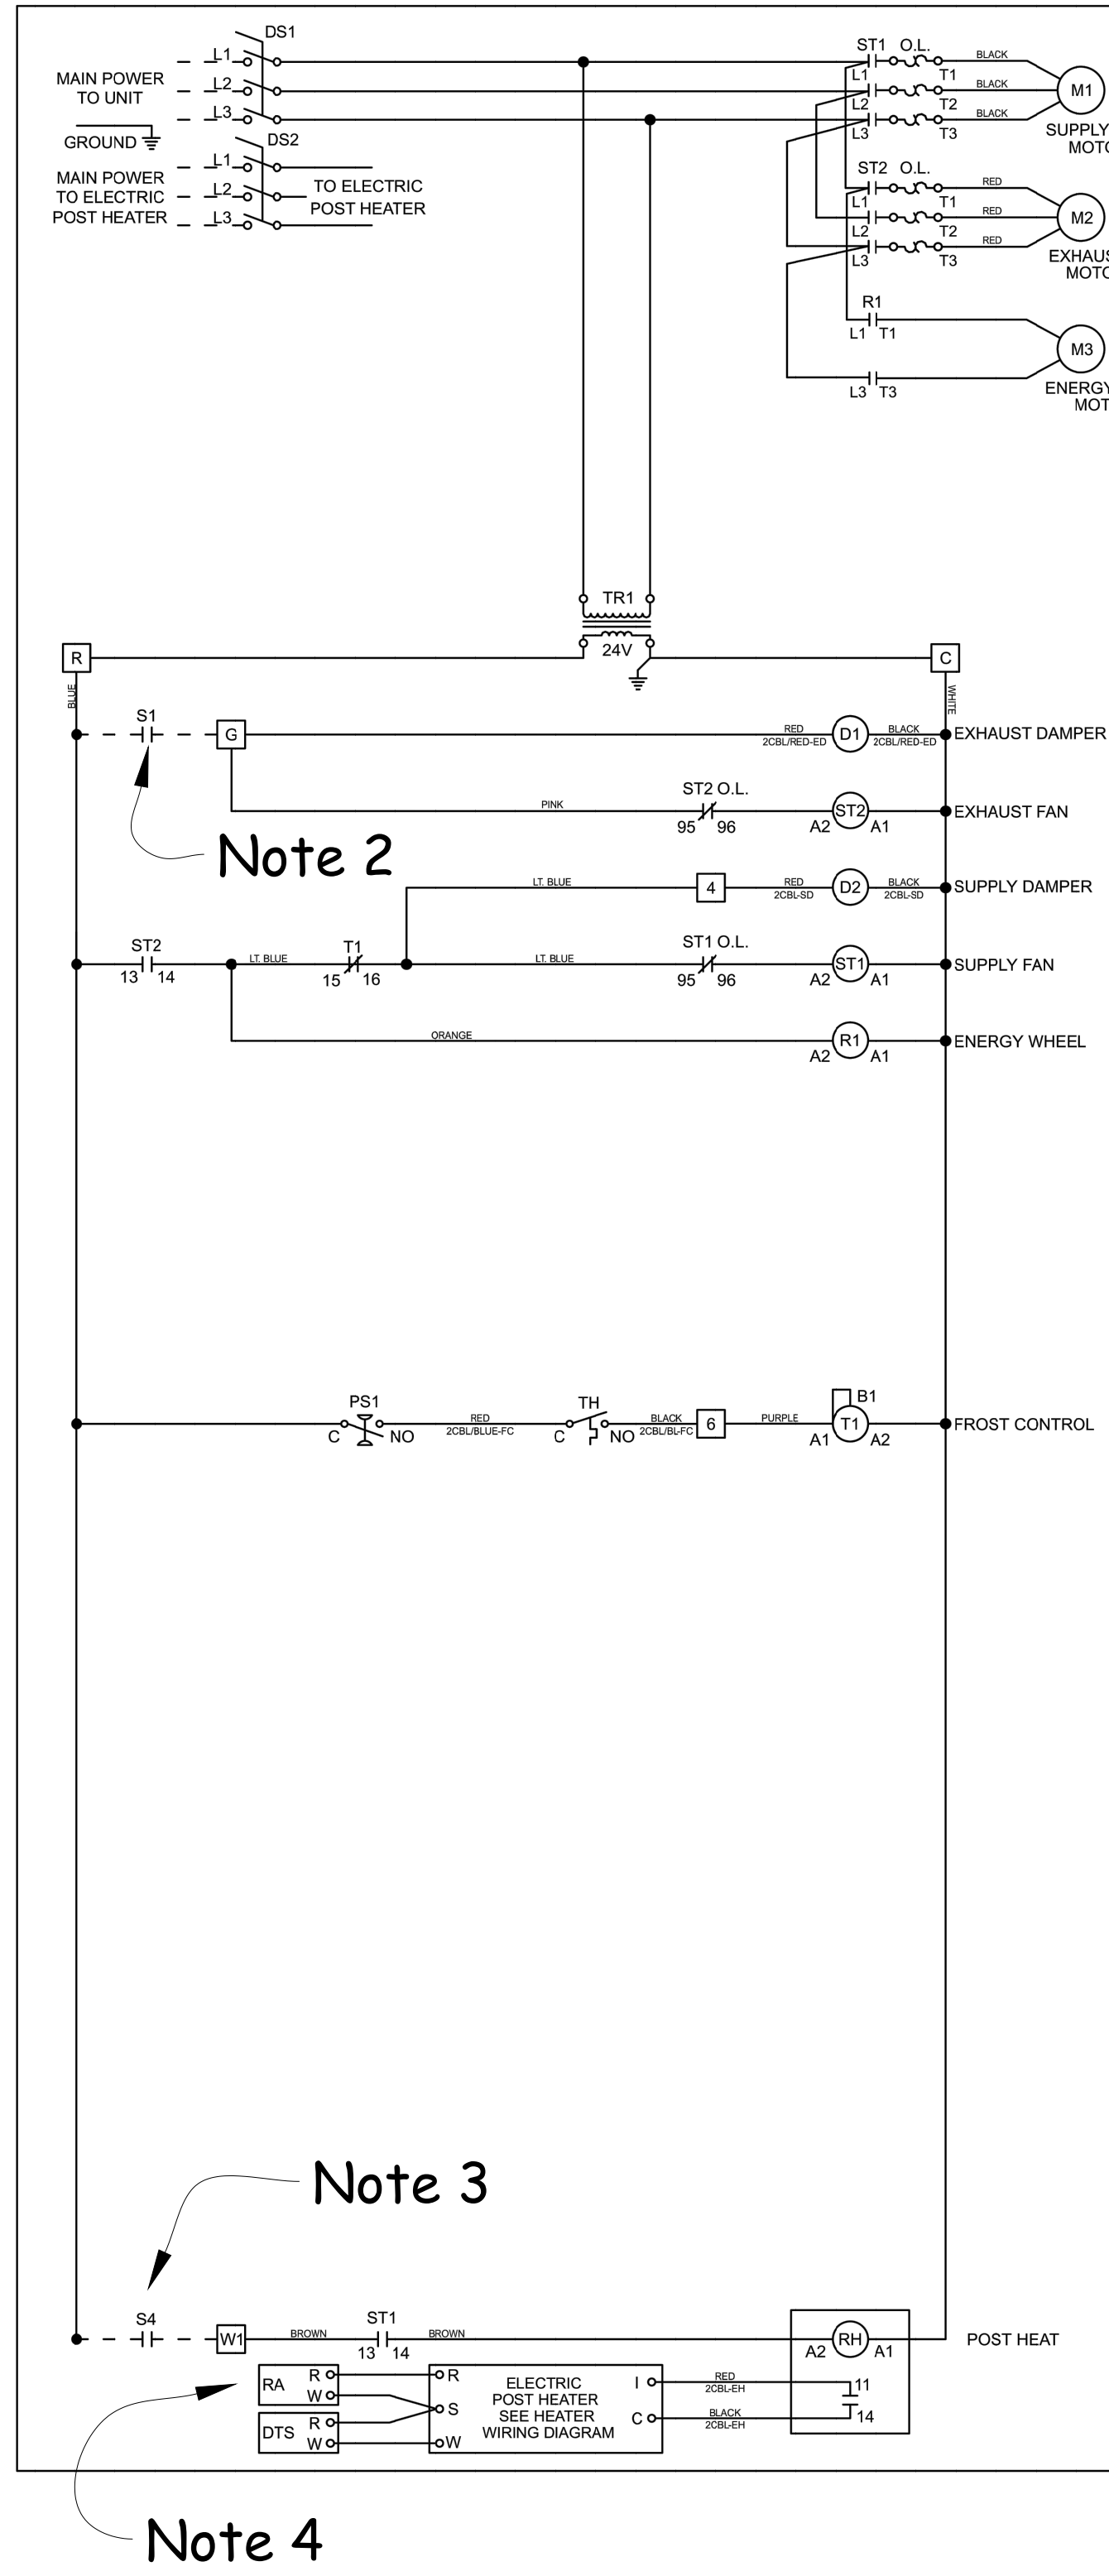 DS1
L1
L2
L3
MAIN POWER
TO UNIT
GROUND
DS2
L1
L2
L3
MAIN POWER
TO ELECTRIC
POST HEATER
TO ELECTRIC
POST HEATER
ST1 O.L.
L1 T1 BLACK
L2 T2 BLACK
L3 T3 BLACK
M1
SUPPLY
MOTO
ST2 O.L.
L1 T1 RED
L2 T2 RED
L3 T3 RED
M2
EXHAUS
MOTO
R1
L1 T1
L3 T3
M3
ENERGY
MOT
TR1
24V
R
C
BLUE
WHITE
S1
G
RED
2CBL/RED-ED
D1
BLACK
2CBL/RED-ED
EXHAUST DAMPER
PINK
ST2 O.L.
95 96
A2 ST2 A1
EXHAUST FAN
Note 2
LT. BLUE
4
RED
2CBL-SD
D2
BLACK
2CBL-SD
SUPPLY DAMPER
ST2
13 14
LT. BLUE
T1
15 16
LT. BLUE
ST1 O.L.
95 96
A2 ST1 A1
SUPPLY FAN
ORANGE
A2 R1 A1
ENERGY WHEEL
PS1
C NO
RED
2CBL/BLUE-FC
TH
C NO
BLACK
2CBL/BL-FC
6
PURPLE
B1
A1 T1 A2
FROST CONTROL
Note 3
S4
W1
BROWN
ST1
13 14
BROWN
A2 RH A1
POST HEAT
RA
R
W
DTS
R
W
R
S
W
ELECTRIC
POST HEATER
SEE HEATER
WIRING DIAGRAM
I
C
RED
2CBL-EH
BLACK
2CBL-EH
11
14
Note 4